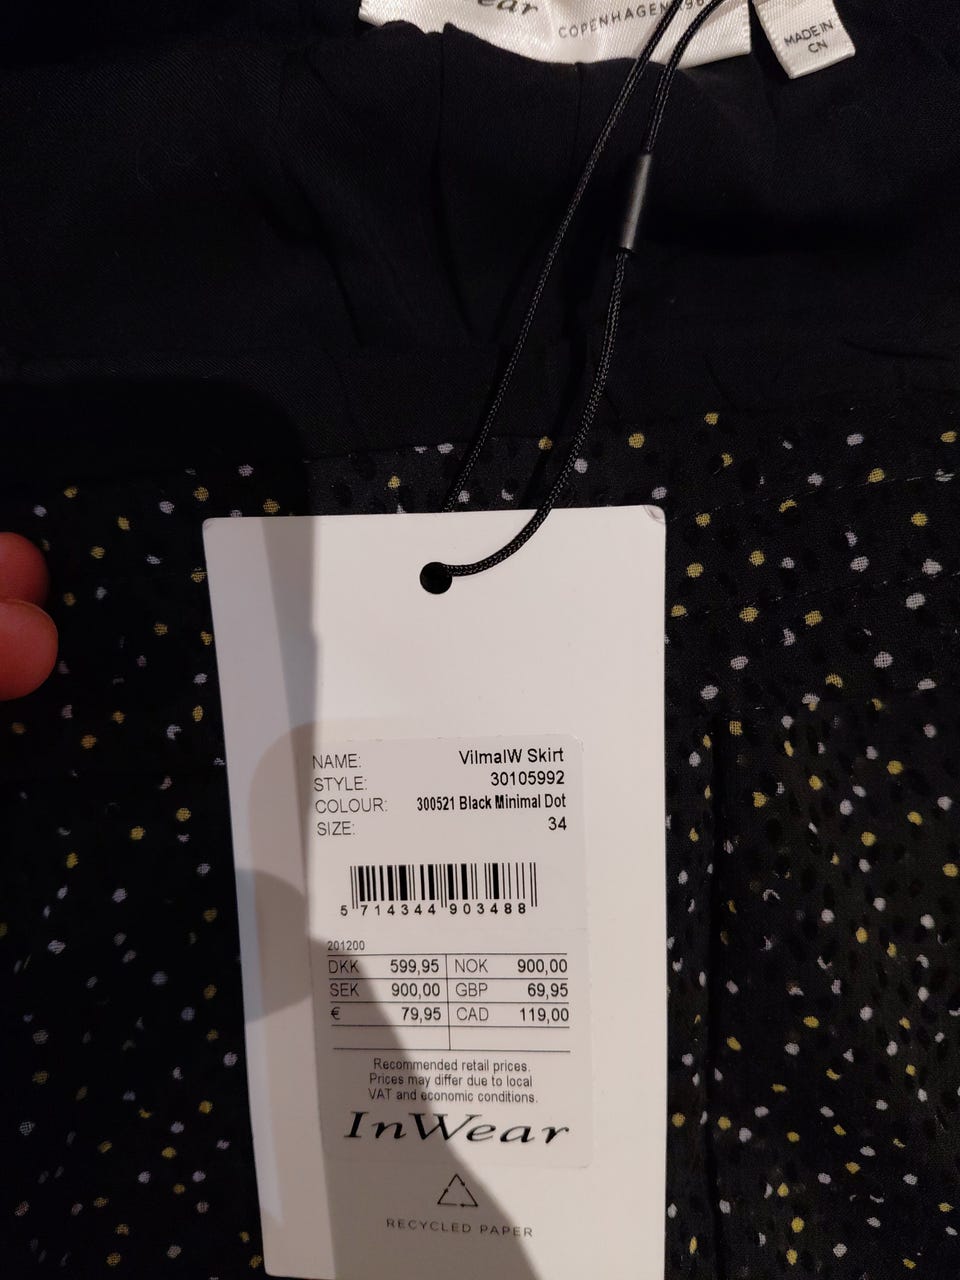 COPENHAGEN
MADE IN
CN
NAME: VilmaIW Skirt
STYLE: 30105992
COLOUR: 300521 Black Minimal Dot
SIZE: 34
5 714344 903488
201200
DKK 599,95 NOK 900,00
SEK 900,00 GBP 69,95
€ 79,95 CAD 119,00
Recommended retail prices.
Prices may differ due to local
VAT and economic conditions.
InWear
RECYCLED PAPER